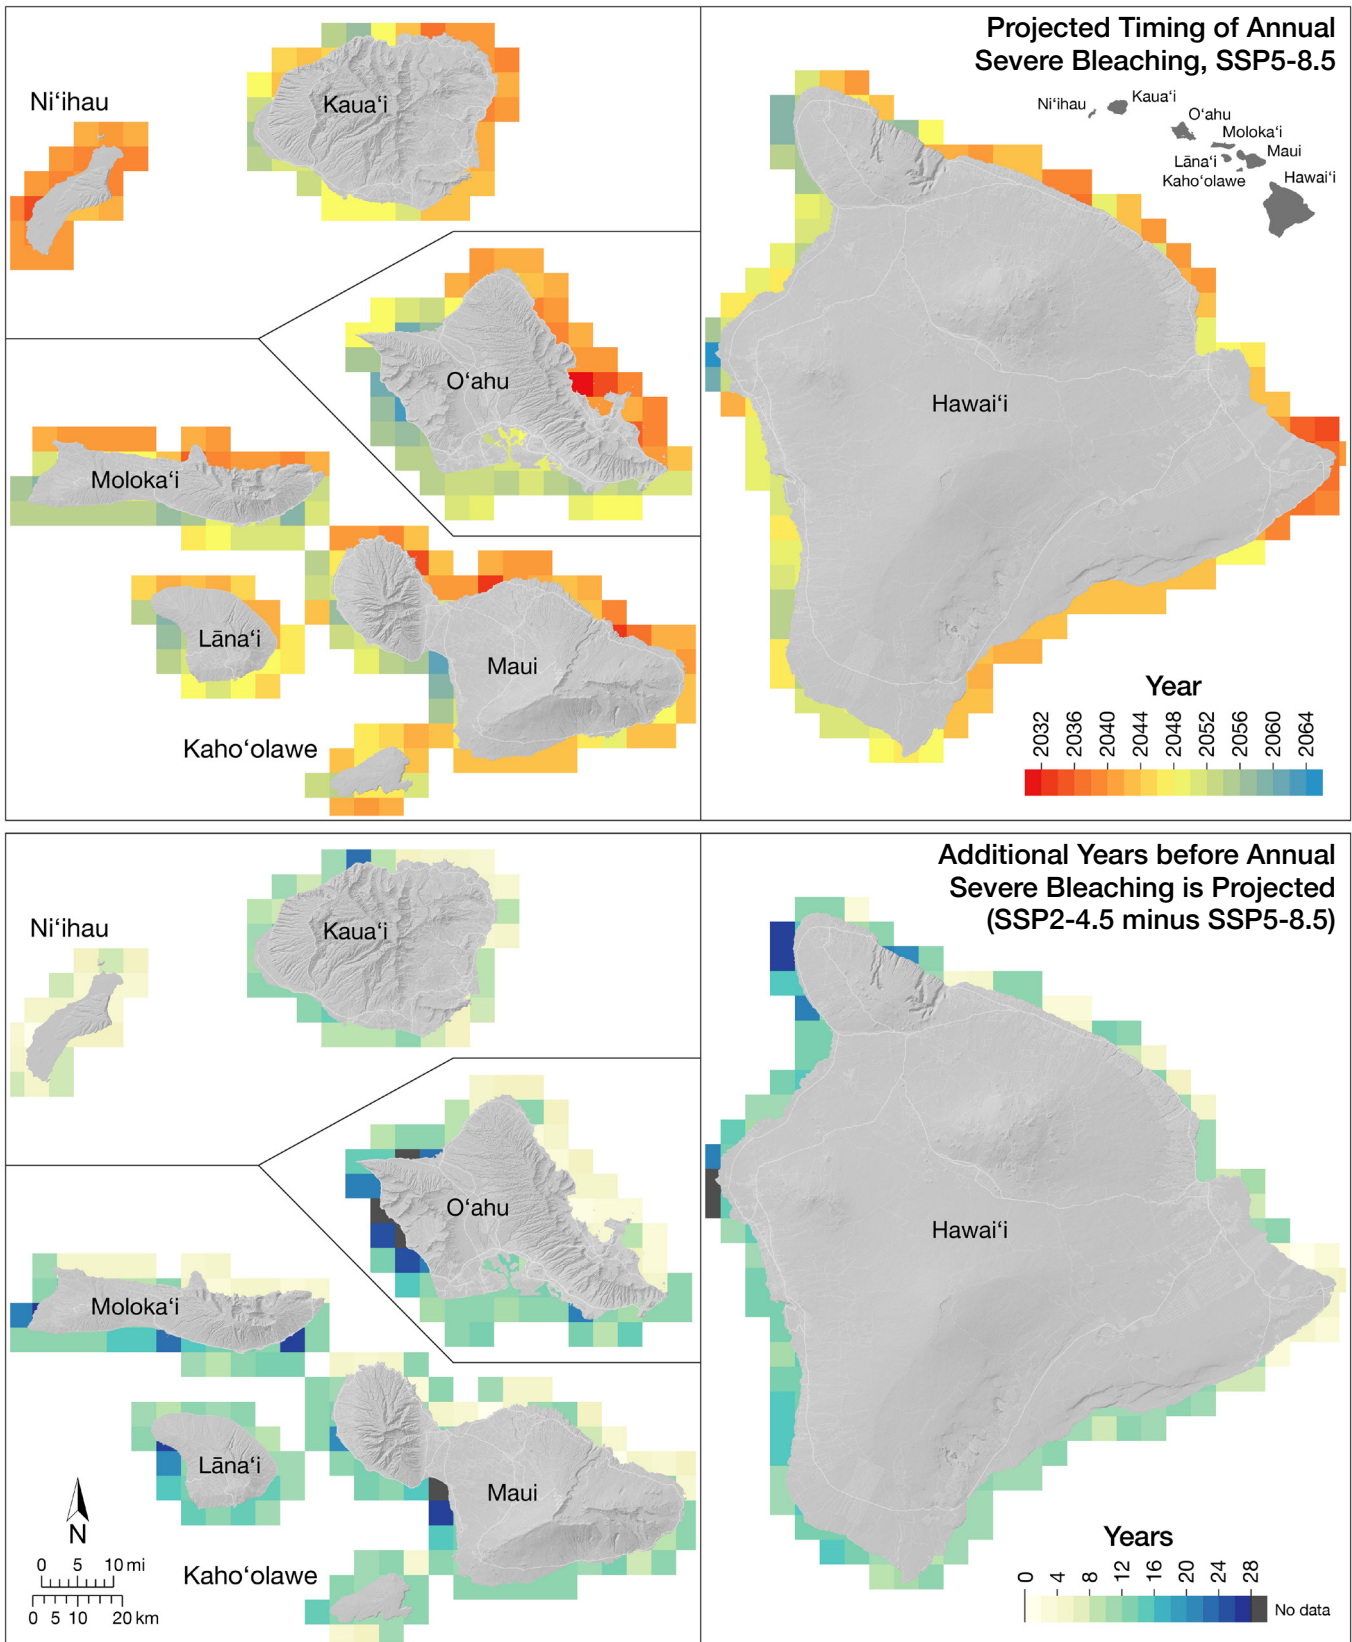 Projected Timing of Annual
Severe Bleaching, SSP5-8.5
Niʻihau
Kauaʻi
Oʻahu
Molokaʻi
Maui
Lānaʻi
Kahoʻolawe
Hawaiʻi
Niʻihau
Kauaʻi
Oʻahu
Molokaʻi
Lānaʻi
Maui
Kahoʻolawe
Hawaiʻi
Year
2032 2036 2040 2044 2048 2052 2056 2060 2064
Additional Years before Annual
Severe Bleaching is Projected
(SSP2-4.5 minus SSP5-8.5)
Niʻihau
Kauaʻi
Oʻahu
Molokaʻi
Lānaʻi
Maui
Kahoʻolawe
Hawaiʻi
N
0 5 10 mi
0 5 10 20 km
Years
0 4 8 12 16 20 24 28
No data